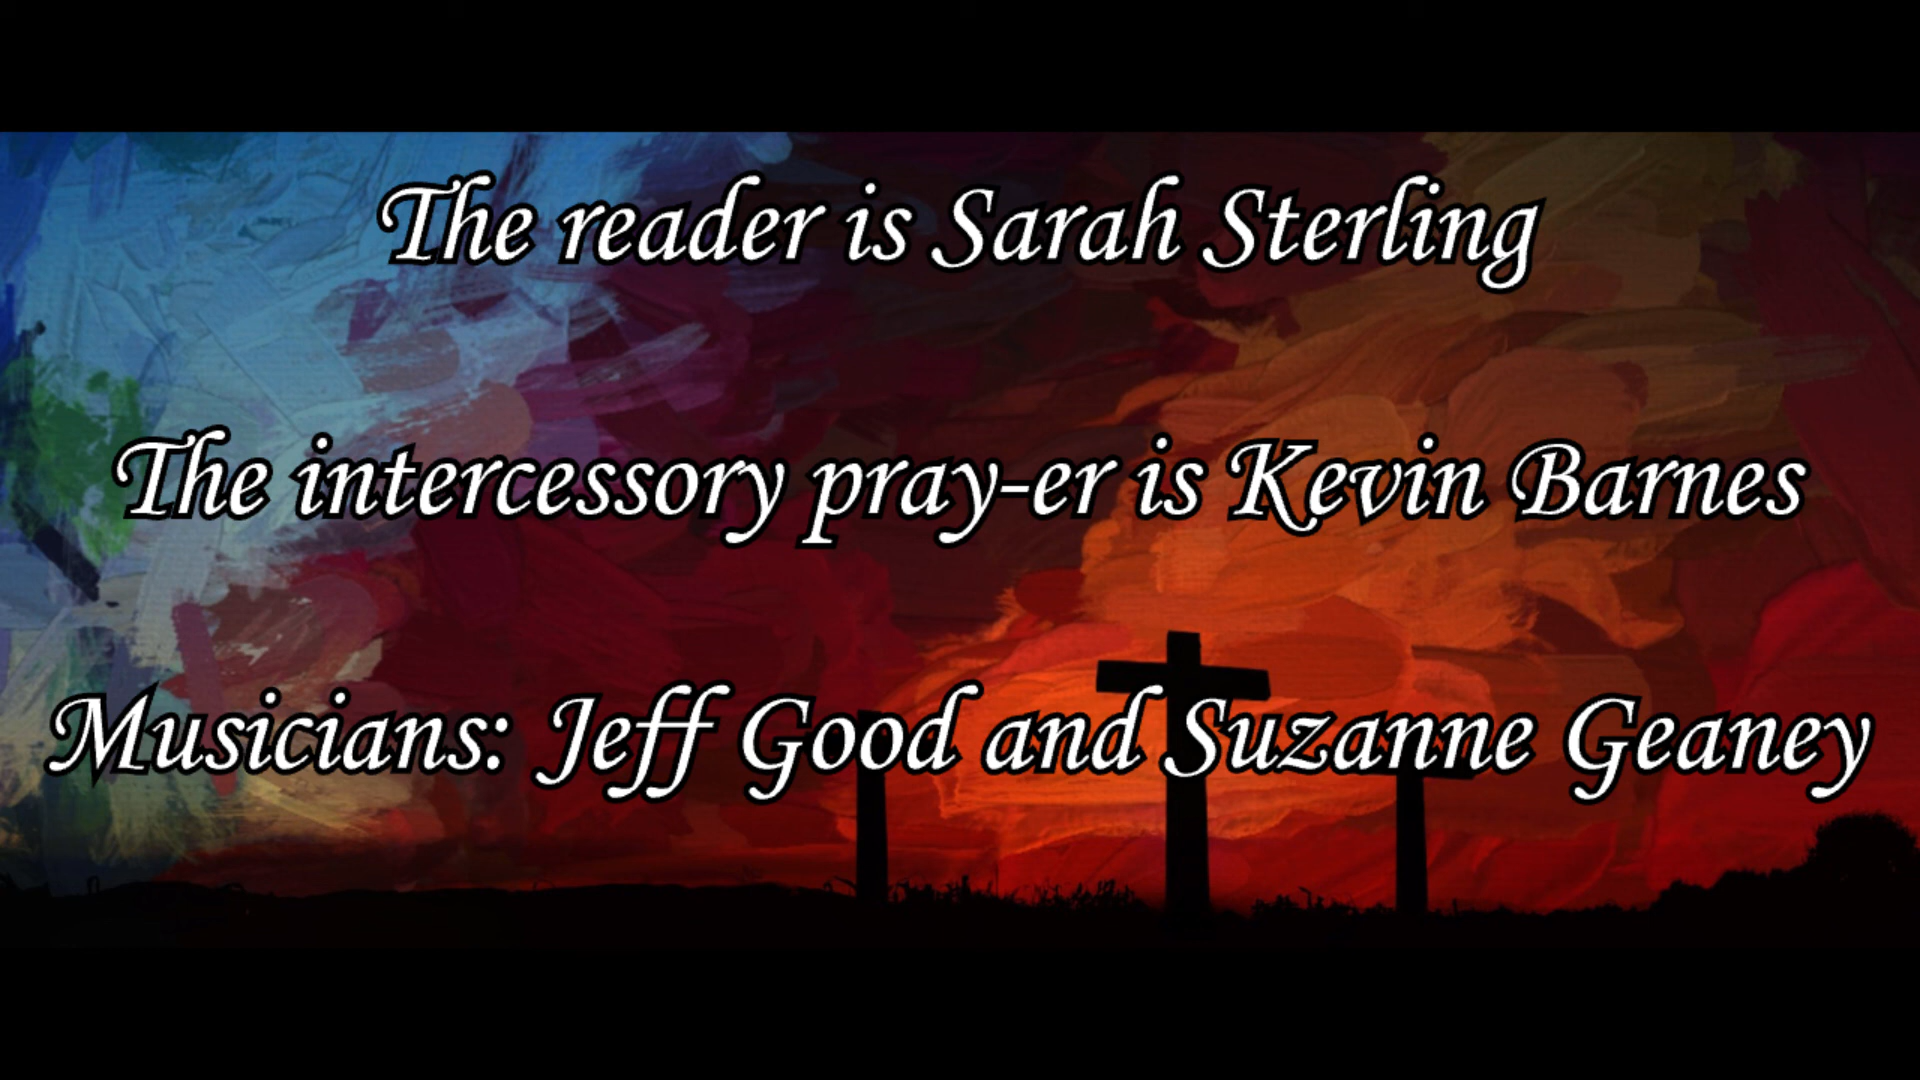 The reader is Sarah Sterling
The intercessory pray-er is Kevin Barnes
Musicians: Jeff Good and Suzanne Geaney